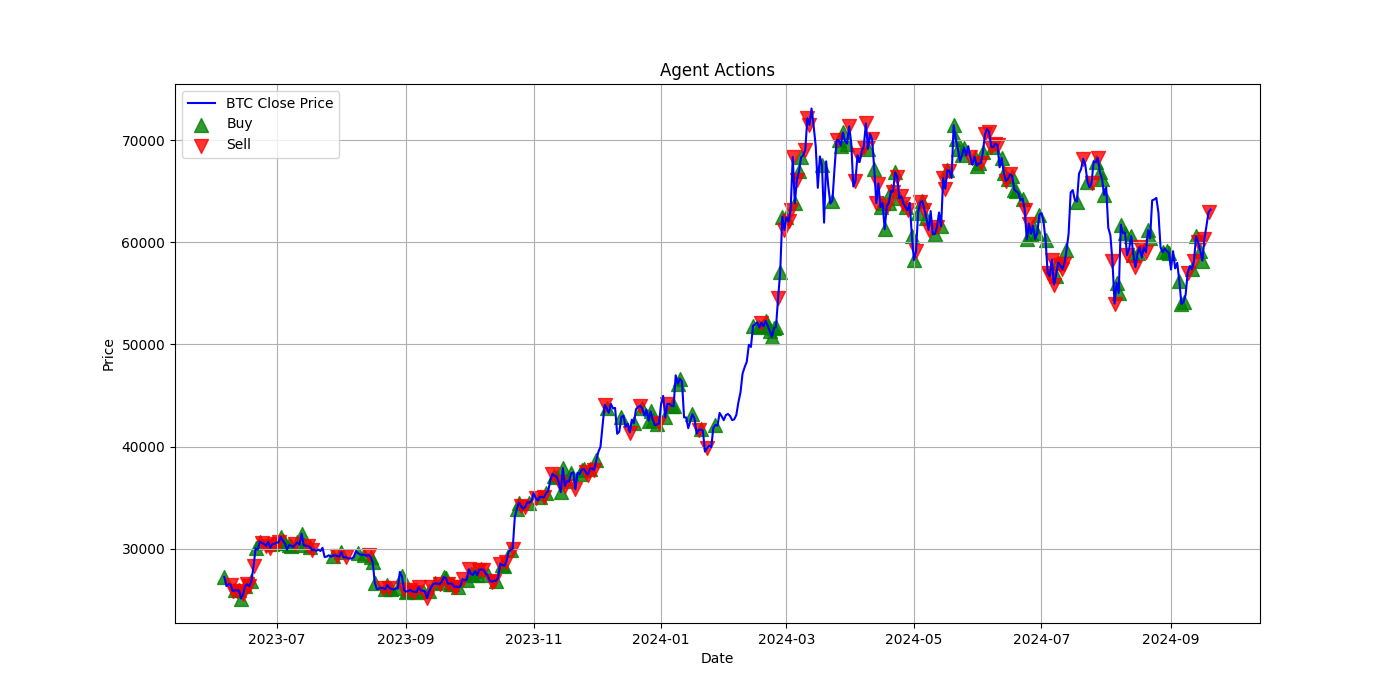 Agent Actions
BTC Close Price
Buy
Sell
70000
60000
50000
40000
30000
Price
2023-07
2023-09
2023-11
2024-01
2024-03
2024-05
2024-07
2024-09
Date